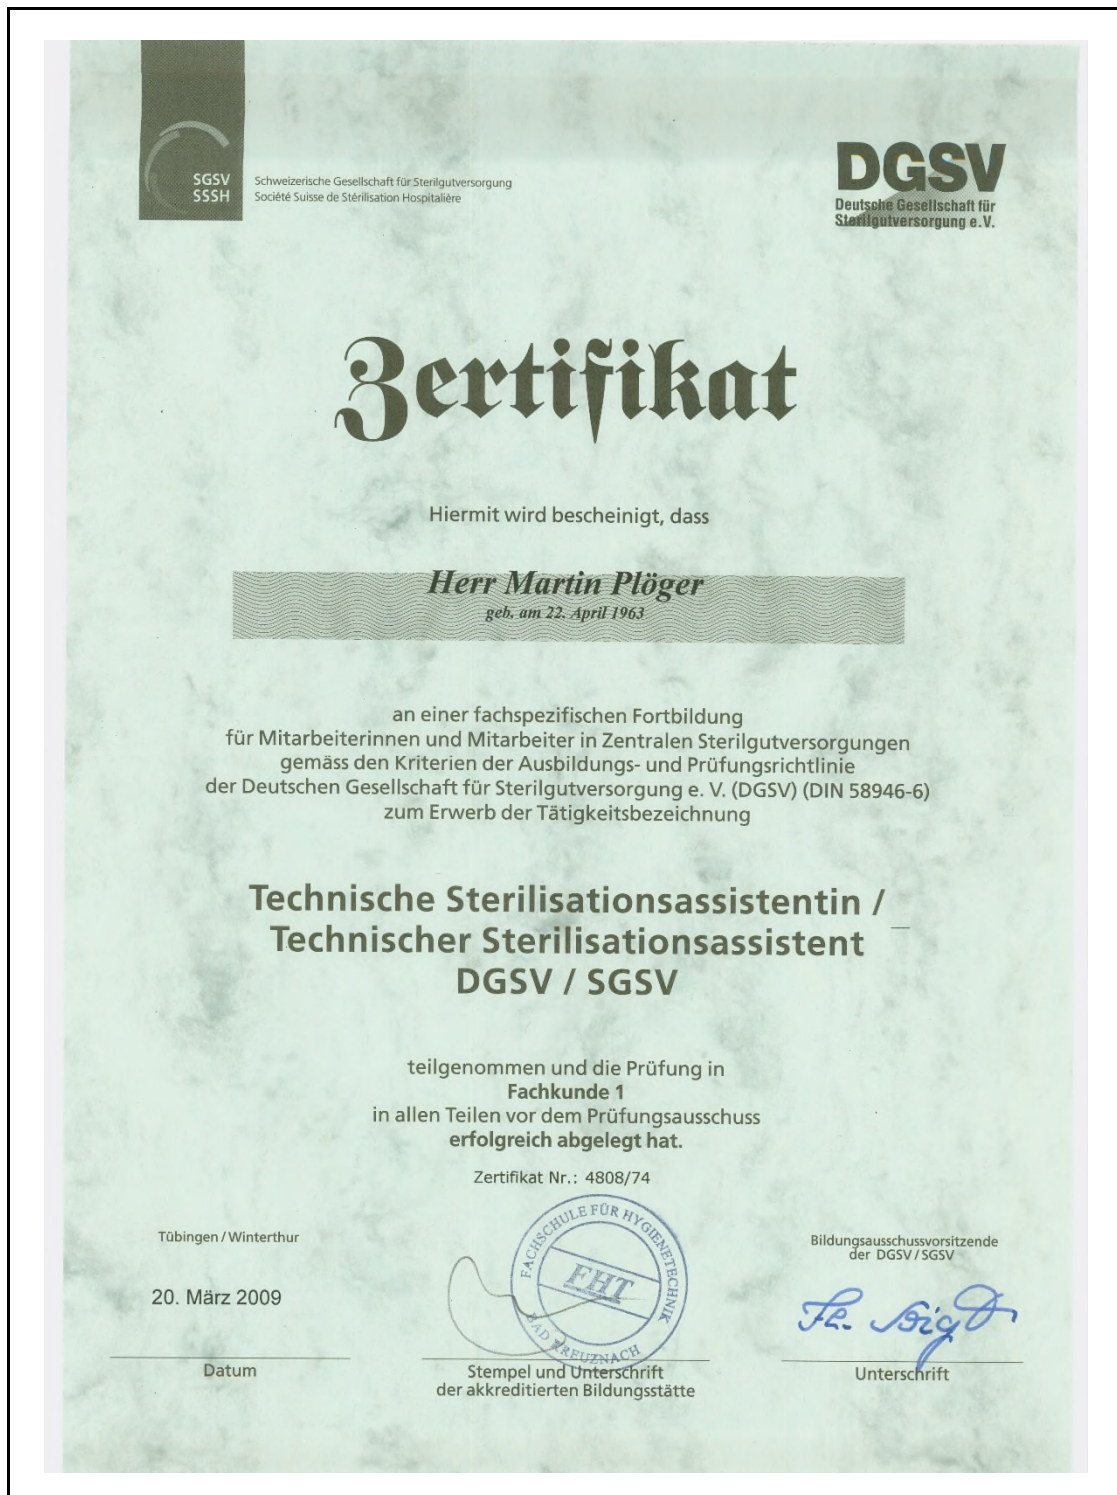 SGSV
SSSH
Schweizerische Gesellschaft für Sterilgutversorgung
Société Suisse de Stérilisation Hospitalière
DGSV
Deutsche Gesellschaft für
Sterilgutversorgung e.V.
Zertifikat
Hiermit wird bescheinigt, dass
Herr Martin Plöger
geb. am 22. April 1963
an einer fachspezifischen Fortbildung
für Mitarbeiterinnen und Mitarbeiter in Zentralen Sterilgutversorgungen
gemäss den Kriterien der Ausbildungs- und Prüfungsrichtlinie
der Deutschen Gesellschaft für Sterilgutversorgung e. V. (DGSV) (DIN 58946-6)
zum Erwerb der Tätigkeitsbezeichnung
Technische Sterilisationsassistentin /
Technischer Sterilisationsassistent
DGSV / SGSV
teilgenommen und die Prüfung in
Fachkunde 1
in allen Teilen vor dem Prüfungsausschuss
erfolgreich abgelegt hat.
Zertifikat Nr.: 4808/74
Tübingen / Winterthur
20. März 2009
Datum
FACHSCHULE FÜR HYGIENETECHNIK
FHT
BAD KREUZNACH
Stempel und Unterschrift
der akkreditierten Bildungsstätte
Bildungsausschussvorsitzende
der DGSV / SGSV
Unterschrift